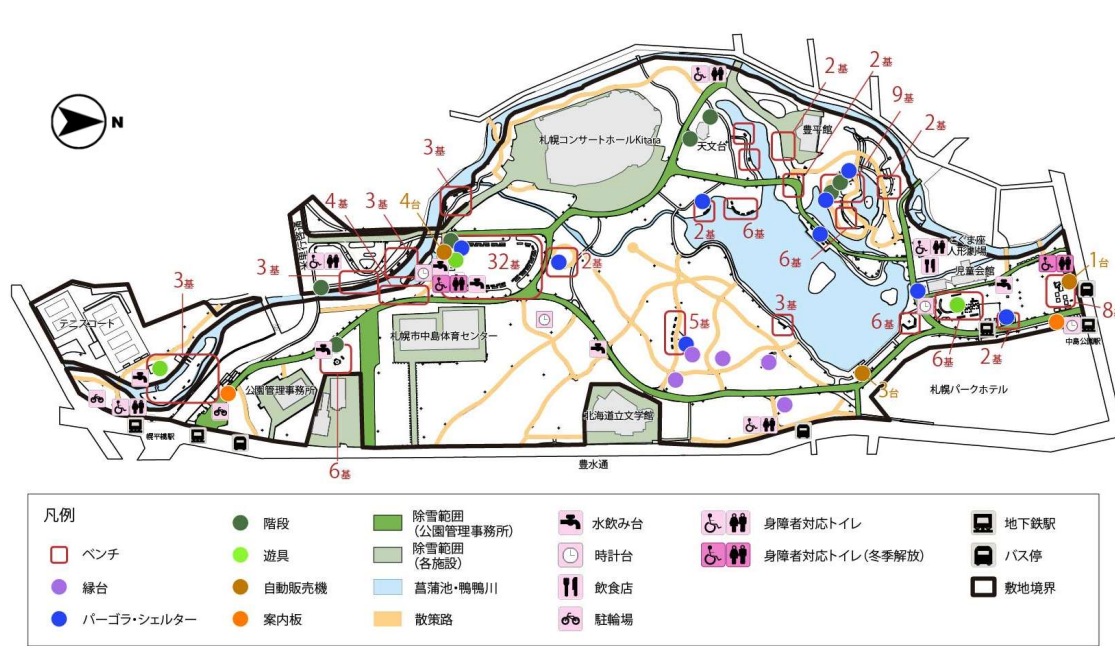 N
札幌コンサートホールKitara
天文台
豊平館
2基
2基
9基
2基
3基
4基
3基
4台
3基
32基
2基
2基
6基
6基
こぐま座
人形劇場
児童会館
1台
8基
中島公園駅
6基
6基
2基
3基
5基
3台
3基
テニスコート
札幌市中島体育センター
公園管理事務所
北海道立文学館
札幌パークホテル
幌平橋駅
6基
豊水通
凡例
ベンチ
縁台
パーゴラ・シェルター
階段
遊具
自動販売機
案内板
除雪範囲
(公園管理事務所)
除雪範囲
(各施設)
菖蒲池・鴨鴨川
散策路
水飲み台
時計台
飲食店
駐輪場
身障者対応トイレ
身障者対応トイレ(冬季解放)
地下鉄駅
バス停
敷地境界